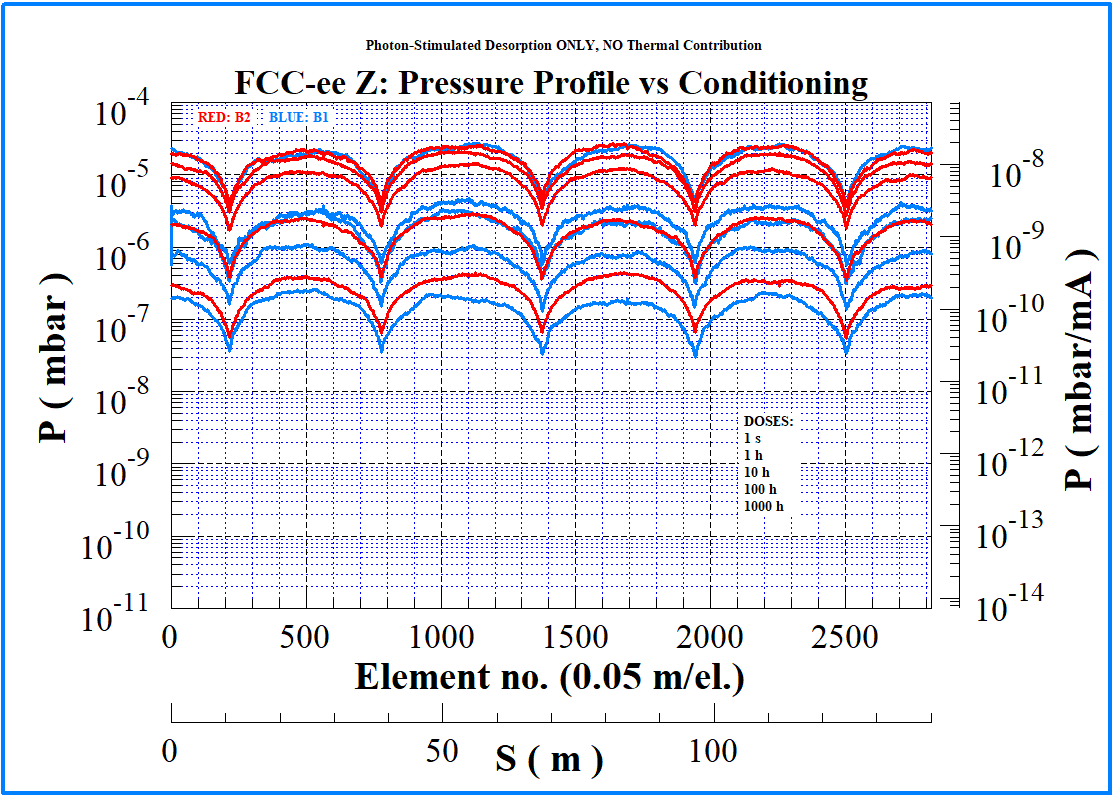 Photon-Stimulated Desorption ONLY, NO Thermal Contribution
FCC-ee Z: Pressure Profile vs Conditioning
RED: B2 BLUE: B1
10-4
10-5
10-6
10-7
10-8
10-9
10-10
10-11
P ( mbar )
10-8
10-9
10-10
10-11
10-12
10-13
10-14
P ( mbar/mA )
DOSES:
1 s
1 h
10 h
100 h
1000 h
0 500 1000 1500 2000 2500
Element no. (0.05 m/el.)
0 50 100
S ( m )